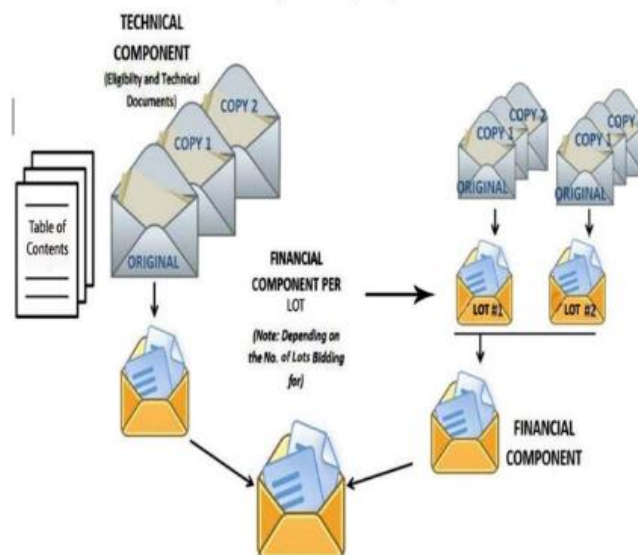 TECHNICAL
COMPONENT
(Eligibility and Technical
Documents)
COPY 2
COPY 1
ORIGINAL
Table of
Contents
COPY 2
COPY 1
ORIGINAL
COPY
COPY 1
ORIGINAL
FINANCIAL
COMPONENT PER
LOT
(Note: Depending on
the No. of Lots Bidding
for)
LOT #1
LOT #2
FINANCIAL
COMPONENT